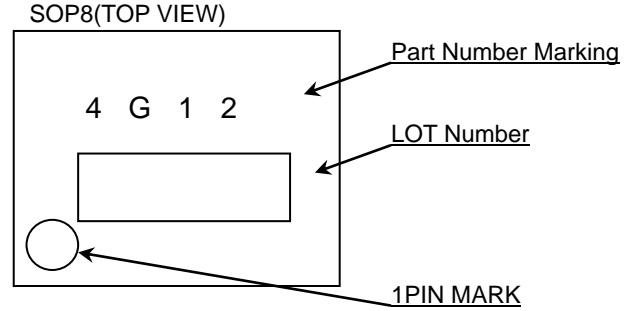 SOP8(TOP VIEW)
Part Number Marking
4 G 1 2
LOT Number
1PIN MARK